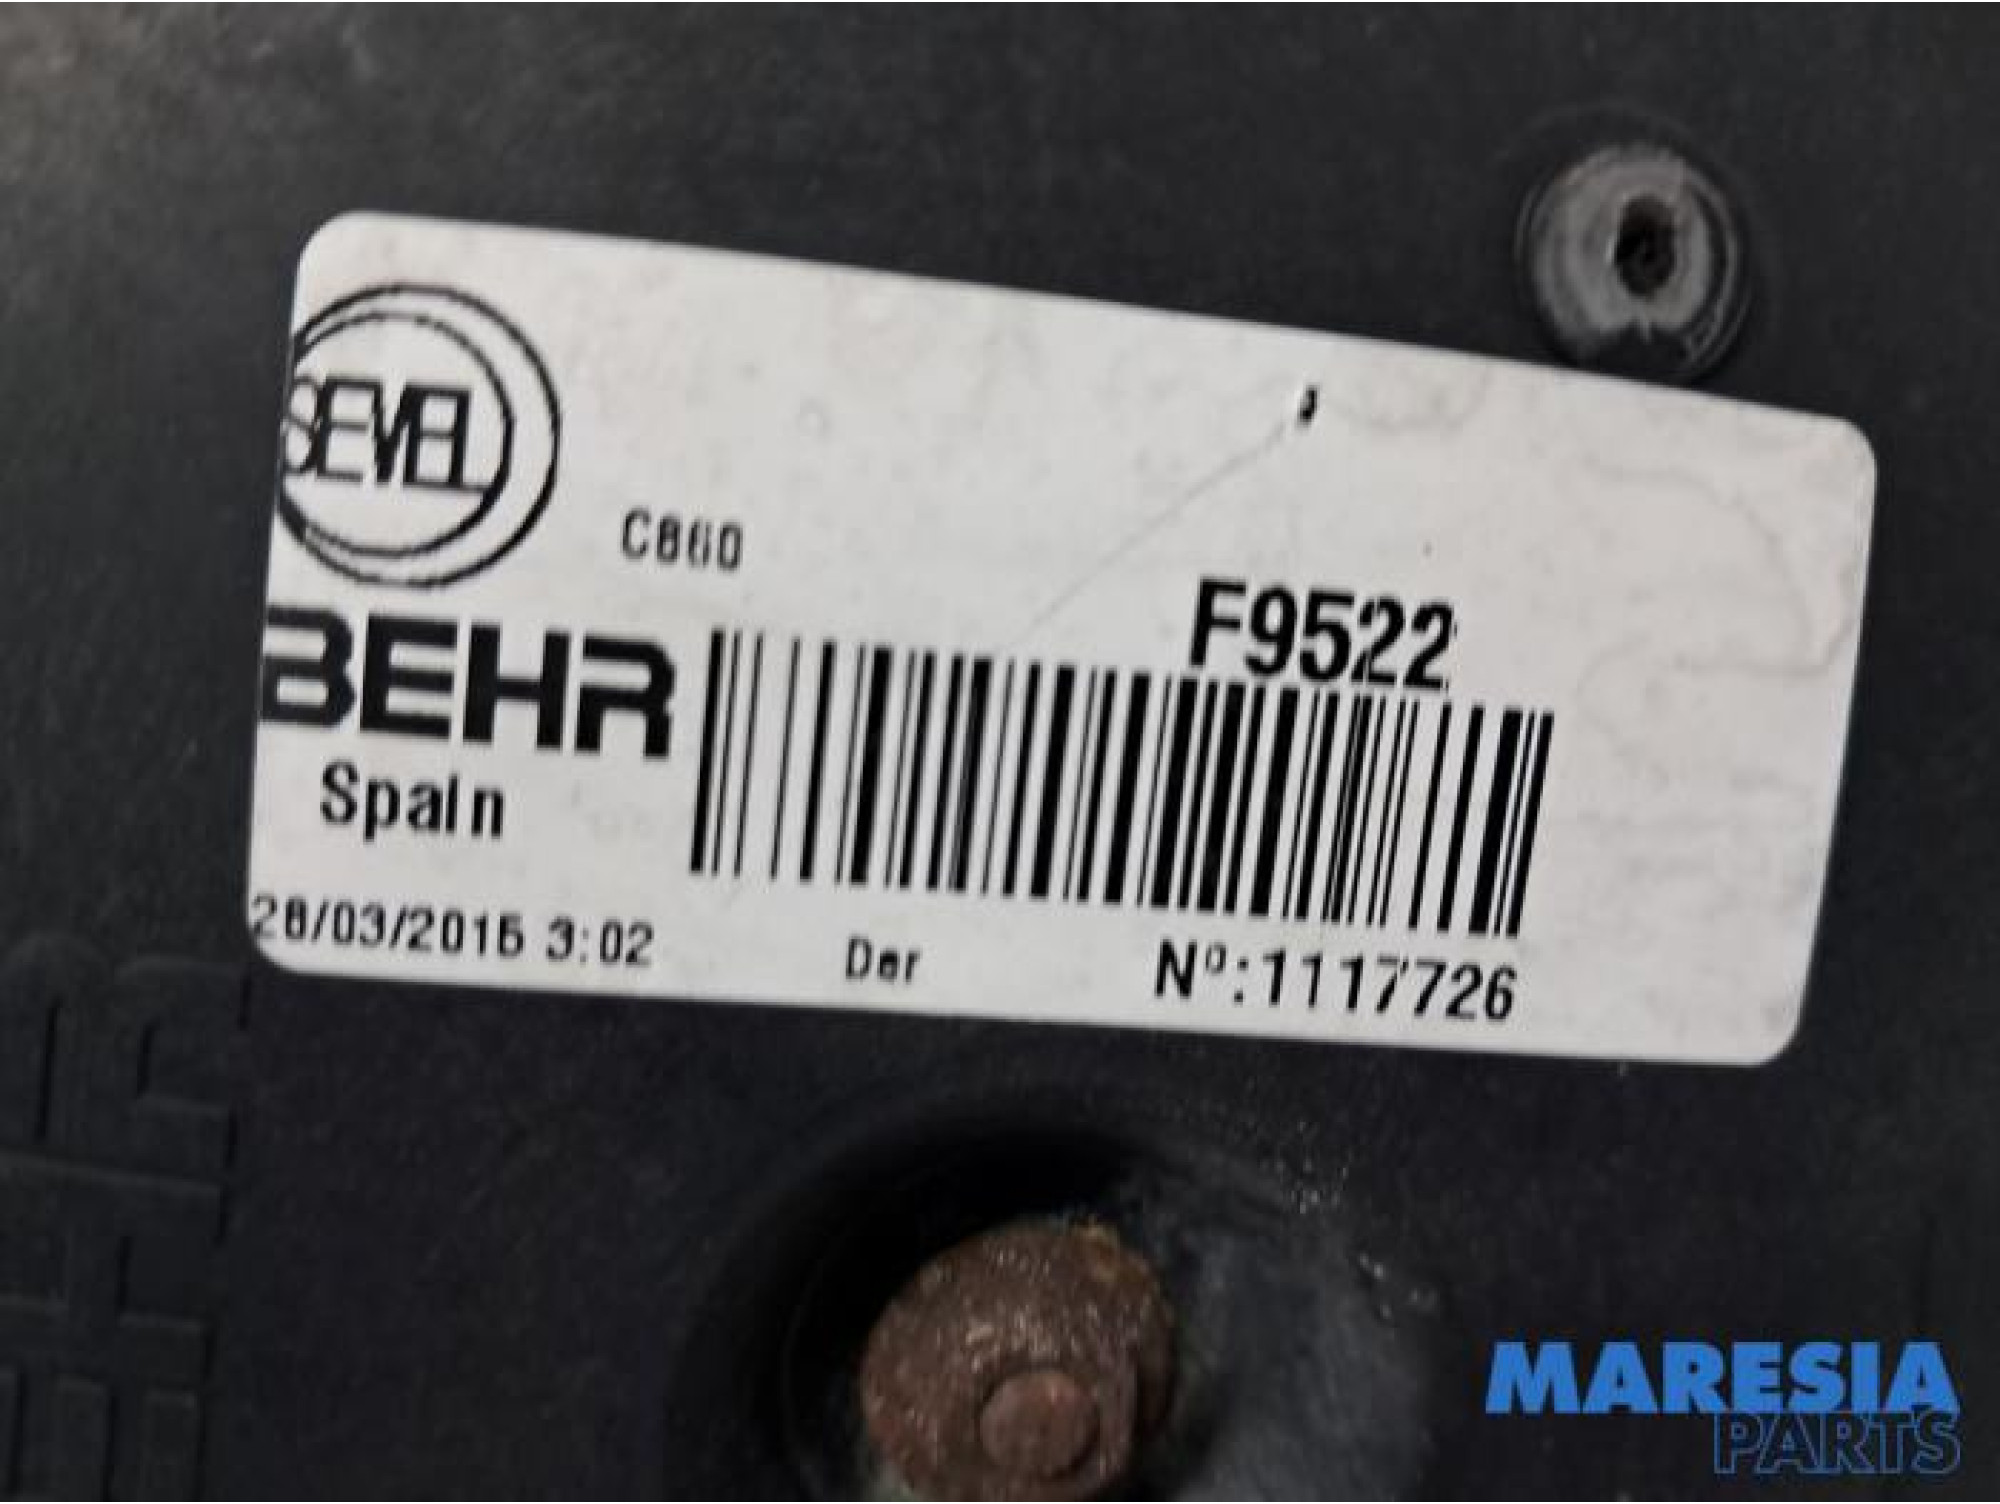 SEVEL
C860
F9522
BEHR
Spain
28/03/2015 3:02
Der
Nº:1117726
MARESIA
PARTS